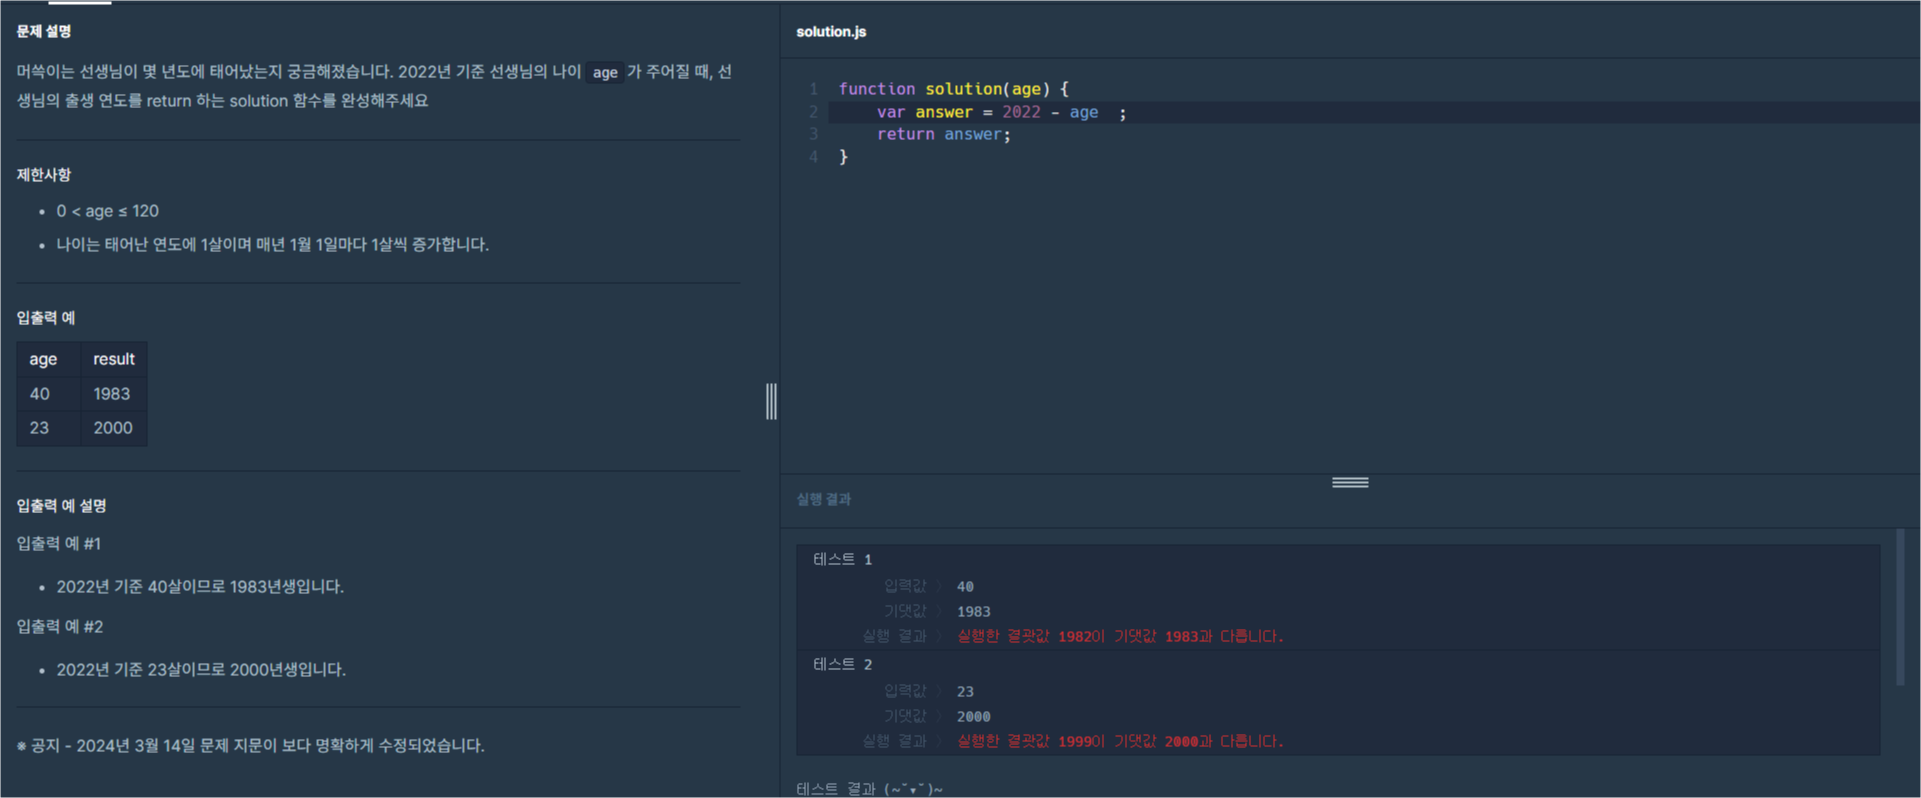 문제 설명
머쓱이는 선생님이 몇 년도에 태어났는지 궁금해졌습니다. 2022년 기준 선생님의 나이 age 가 주어질 때, 선
생님의 출생 연도를 return 하는 solution 함수를 완성해주세요
제한사항
• 0 < age ≤ 120
• 나이는 태어난 연도에 1살이며 매년 1월 1일마다 1살씩 증가합니다.
입출력 예
age result
40 1983
23 2000
입출력 예 설명
입출력 예 #1
• 2022년 기준 40살이므로 1983년생입니다.
입출력 예 #2
• 2022년 기준 23살이므로 2000년생입니다.
※ 공지 - 2024년 3월 14일 문제 지문이 보다 명확하게 수정되었습니다.
solution.js
1 function solution(age) {
2     var answer = 2022 - age  ;
3     return answer;
4 }
실행 결과
테스트 1
입력값 〉 40
기댓값 〉 1983
실행 결과 〉 실행한 결괏값 1982이 기댓값 1983과 다릅니다.
테스트 2
입력값 〉 23
기댓값 〉 2000
실행 결과 〉 실행한 결괏값 1999이 기댓값 2000과 다릅니다.
테스트 결과 (~˘▾˘)~